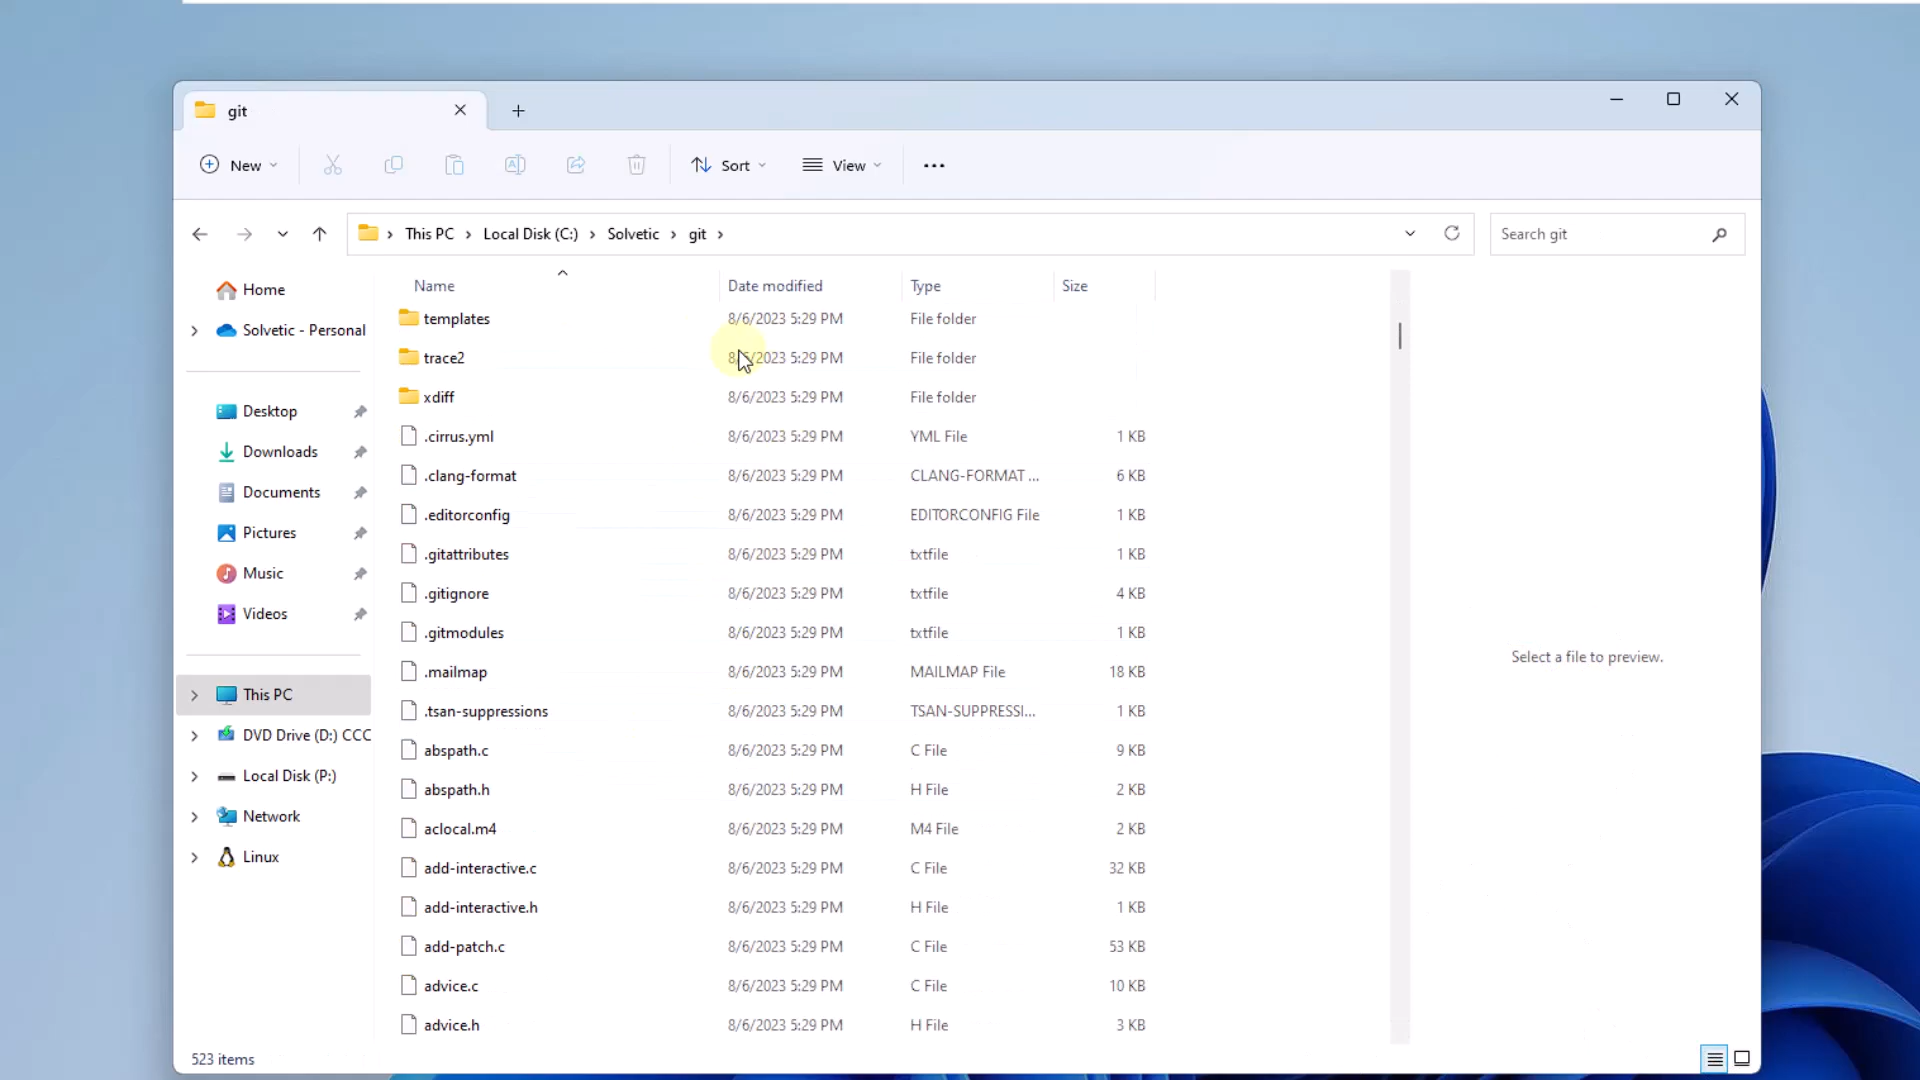 git
New
Sort
View
This PC
Local Disk (C:)
Solvetic
git
Search git
Home
Solvetic - Personal
Desktop
Downloads
Documents
Pictures
Music
Videos
This PC
DVD Drive (D:) CCC
Local Disk (P:)
Network
Linux
Name Date modified Type Size
templates 8/6/2023 5:29 PM File folder
trace2 8/6/2023 5:29 PM File folder
xdiff 8/6/2023 5:29 PM File folder
.cirrus.yml 8/6/2023 5:29 PM YML File 1 KB
.clang-format 8/6/2023 5:29 PM CLANG-FORMAT ... 6 KB
.editorconfig 8/6/2023 5:29 PM EDITORCONFIG File 1 KB
.gitattributes 8/6/2023 5:29 PM txtfile 1 KB
.gitignore 8/6/2023 5:29 PM txtfile 4 KB
.gitmodules 8/6/2023 5:29 PM txtfile 1 KB
.mailmap 8/6/2023 5:29 PM MAILMAP File 18 KB
.tsan-suppressions 8/6/2023 5:29 PM TSAN-SUPPRESSI... 1 KB
abspath.c 8/6/2023 5:29 PM C File 9 KB
abspath.h 8/6/2023 5:29 PM H File 2 KB
aclocal.m4 8/6/2023 5:29 PM M4 File 2 KB
add-interactive.c 8/6/2023 5:29 PM C File 32 KB
add-interactive.h 8/6/2023 5:29 PM H File 1 KB
add-patch.c 8/6/2023 5:29 PM C File 53 KB
advice.c 8/6/2023 5:29 PM C File 10 KB
advice.h 8/6/2023 5:29 PM H File 3 KB
Select a file to preview.
523 items